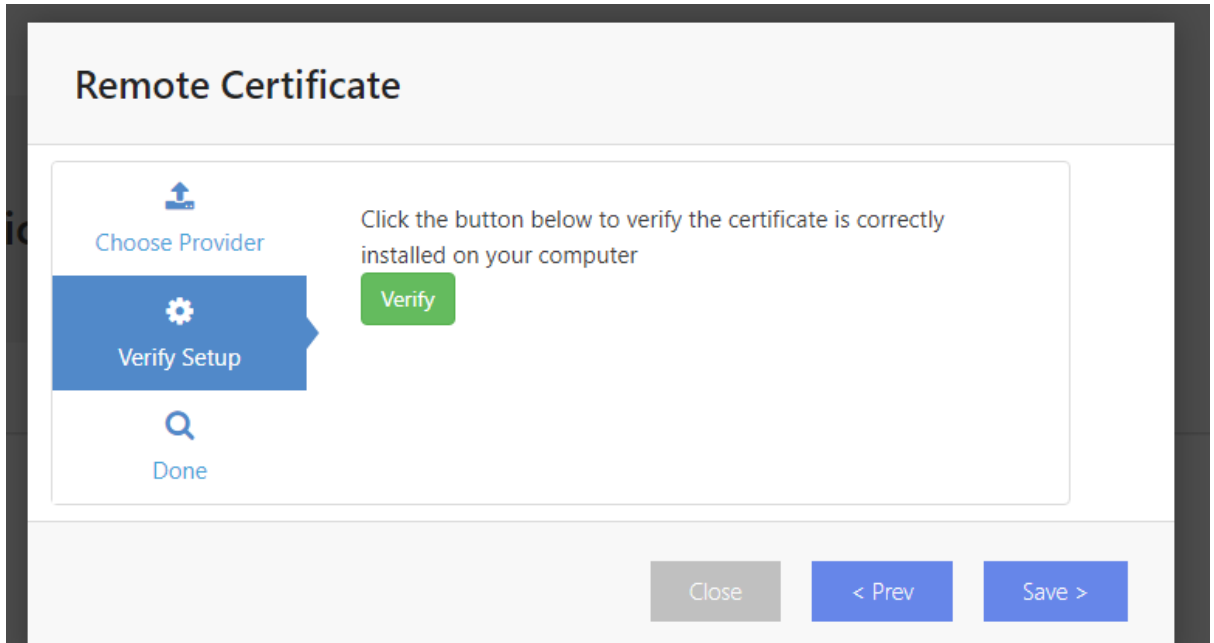 Remote Certificate
Choose Provider
Click the button below to verify the certificate is correctly
installed on your computer
Verify
Verify Setup
Done
Close
< Prev
Save >